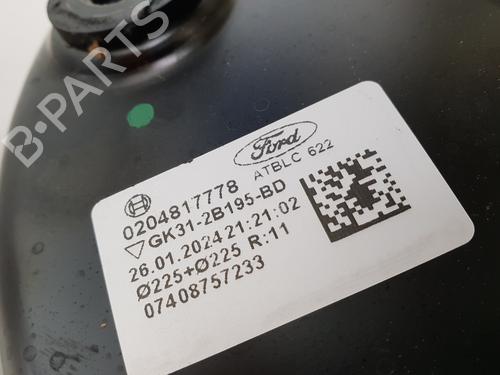 B-PARTS
Ford
ATBLC 622
0204817778
GK31-2B195-BD
26.01.2024 21:21:02
Ø225+Ø225 R:11
07408757233